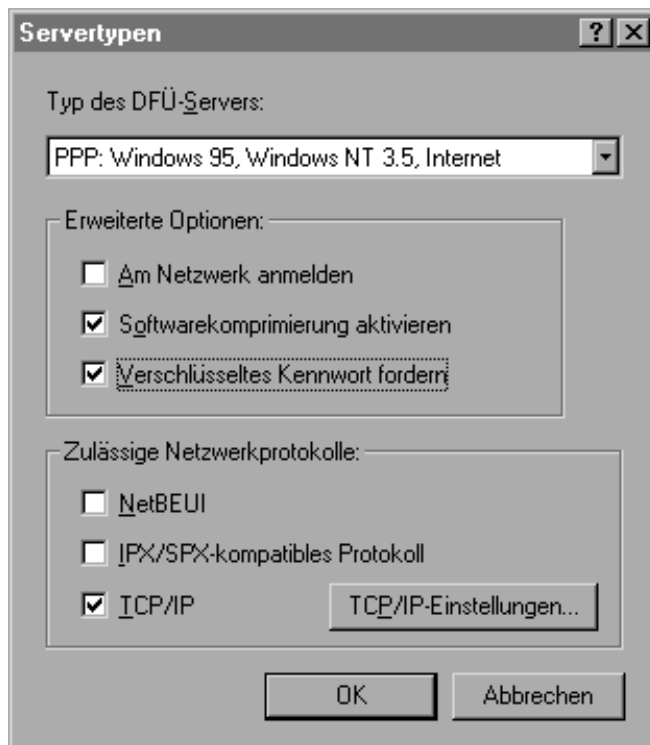 Servertypen
Typ des DFÜ-Servers:
PPP: Windows 95, Windows NT 3.5, Internet
Erweiterte Optionen:
Am Netzwerk anmelden
Softwarekomprimierung aktivieren
Verschlüsseltes Kennwort fordern
Zulässige Netzwerkprotokolle:
NetBEUI
IPX/SPX-kompatibles Protokoll
TCP/IP TCP/IP-Einstellungen...
OK Abbrechen